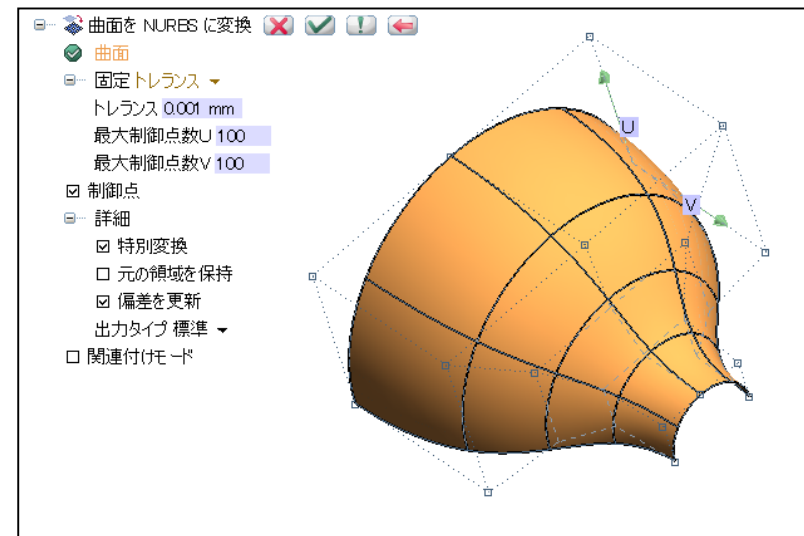 曲面を NURBS に変換
曲面
固定トレランス
トレランス 0.001 mm
最大制御点数U 100
最大制御点数V 100
制御点
詳細
特別変換
元の領域を保持
偏差を更新
出力タイプ 標準
関連付けモード
U
V